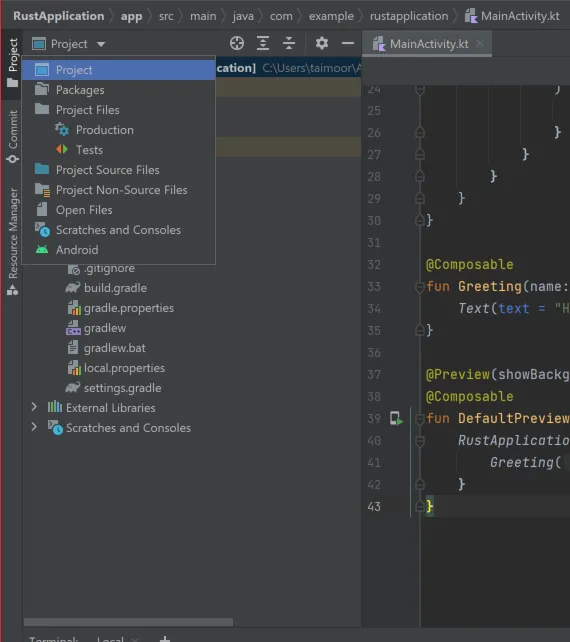 RustApplication > app > src > main > java > com > example > rustapplication > MainActivity.kt
Project
Commit
Resource Manager
Project
MainActivity.kt
Project
Packages
Project Files
Production
Tests
Project Source Files
Project Non-Source Files
Open Files
Scratches and Consoles
Android
cation] C:\Users\taimoor\A
.gitignore
build.gradle
gradle.properties
gradlew
gradlew.bat
local.properties
settings.gradle
External Libraries
Scratches and Consoles
24 )
25
26 }
27 }
28 }
29 }
30 }
31
32 @Composable
33 fun Greeting(name:
34 Text(text = "H
35 }
36
37 @Preview(showBackg
38 @Composable
39 fun DefaultPreview
40 RustApplication
41 Greeting(
42 }
43 }
Terminal: Local × +